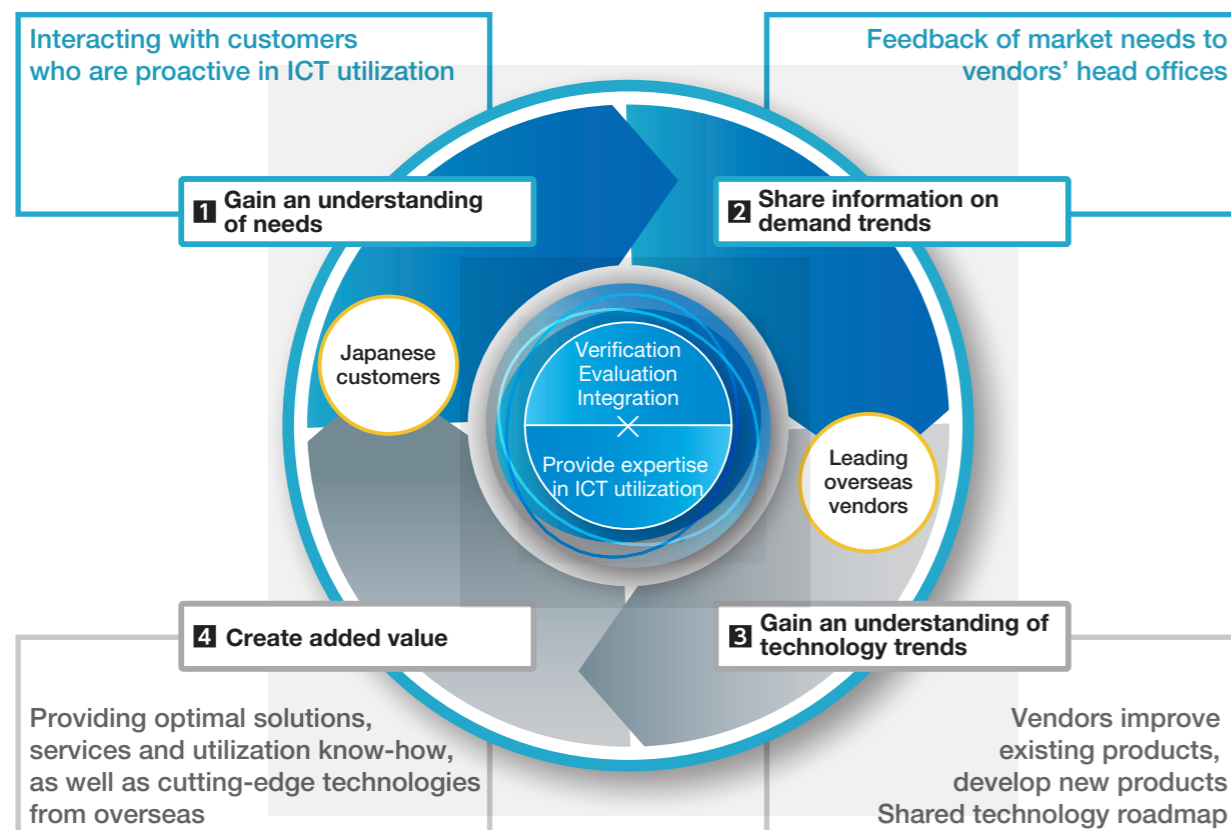 Interacting with customers
who are proactive in ICT utilization
Feedback of market needs to
vendors’ head offices
1 Gain an understanding
of needs
2 Share information on
demand trends
Japanese
customers
Verification
Evaluation
Integration
×
Provide expertise
in ICT utilization
Leading
overseas
vendors
4 Create added value
3 Gain an understanding of
technology trends
Providing optimal solutions,
services and utilization know-how,
as well as cutting-edge technologies
from overseas
Vendors improve
existing products,
develop new products
Shared technology roadmap